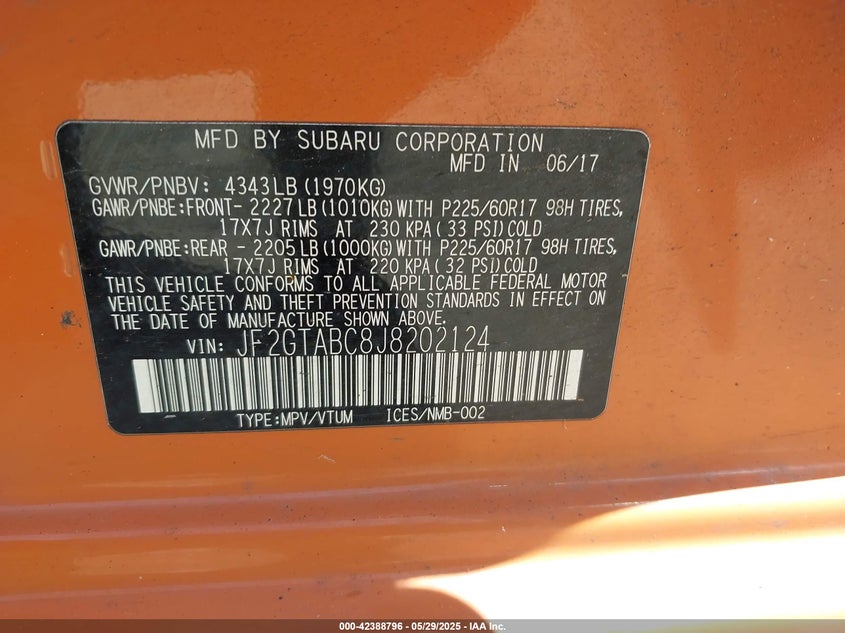 MFD BY SUBARU CORPORATION
MFD IN 06/17
GVWR/PNBV: 4343LB (1970KG)
GAWR/PNBE:FRONT- 2227LB (1010KG) WITH P225/60R17 98H TIRES,
17X7J RIMS AT 230 KPA ( 33 PSI) COLD
GAWR/PNBE:REAR - 2205LB (1000KG) WITH P225/60R17 98H TIRES,
17X7J RIMS AT 220 KPA ( 32 PSI) COLD
THIS VEHICLE CONFORMS TO ALL APPLICABLE FEDERAL MOTOR
VEHICLE SAFETY AND THEFT PREVENTION STANDARDS IN EFFECT ON
THE DATE OF MANUFACTURE SHOWN ABOVE.
VIN: JF2GTABC8J8202124
TYPE:MPV/VTUM ICES/NMB-002
000-42388796 - 05/29/2025 - IAA Inc.